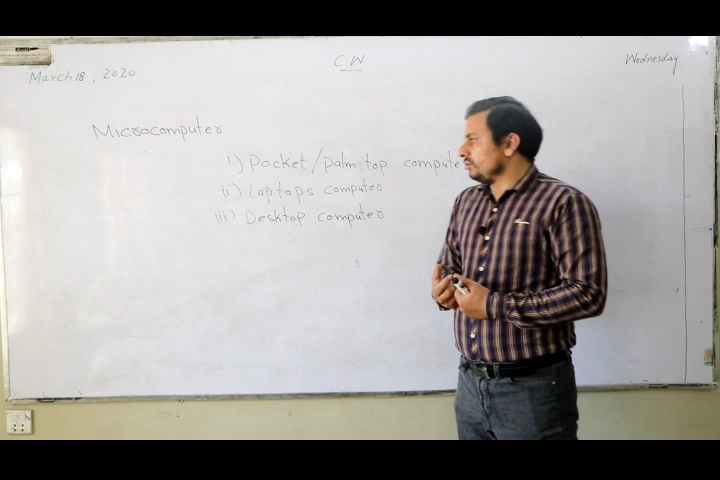 C.W
Wednesday
March 18, 2020
Microcomputer:
i) Pocket/palm top compute
ii) Laptops computer
iii) Desktop computer